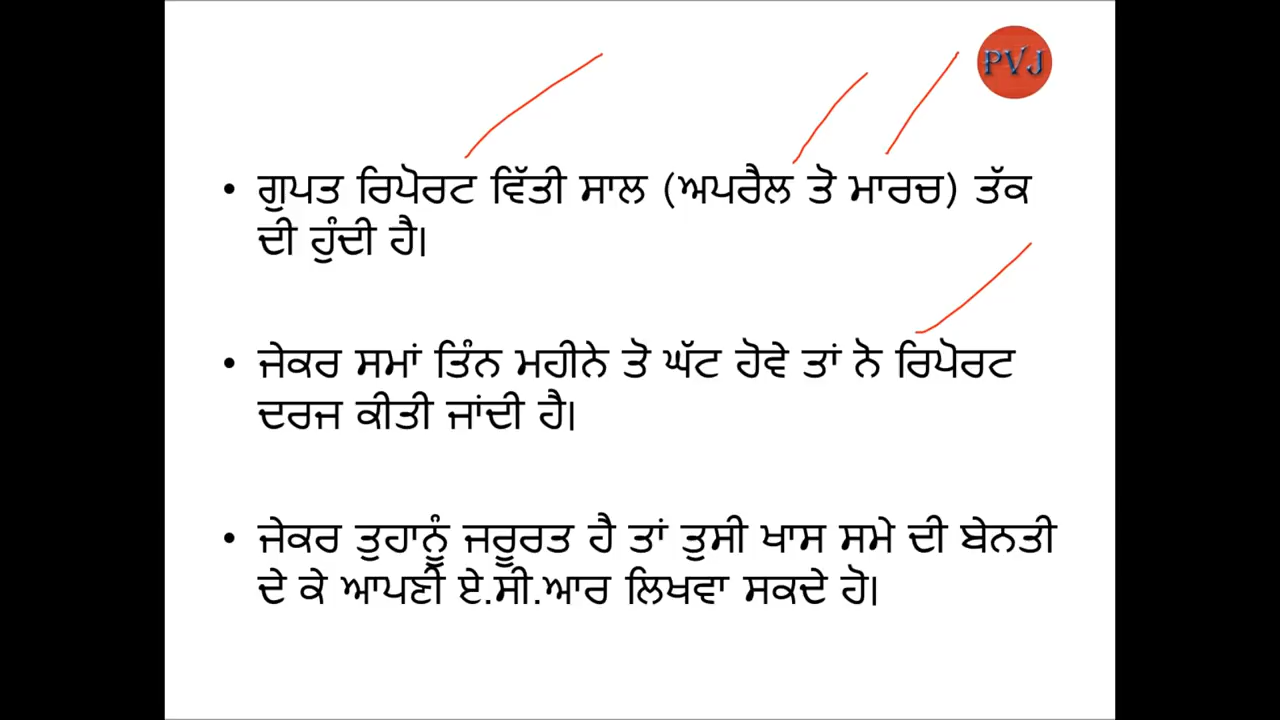 PVJ
• ਗੁਪਤ ਰਿਪੋਰਟ ਵਿੱਤੀ ਸਾਲ (ਅਪਰੈਲ ਤੋ ਮਾਰਚ) ਤੱਕ
ਦੀ ਹੁੰਦੀ ਹੈ।
• ਜੇਕਰ ਸਮਾਂ ਤਿੰਨ ਮਹੀਨੇ ਤੋ ਘੱਟ ਹੋਵੇ ਤਾਂ ਨੋ ਰਿਪੋਰਟ
ਦਰਜ ਕੀਤੀ ਜਾਂਦੀ ਹੈ।
• ਜੇਕਰ ਤੁਹਾਨੂੰ ਜਰੂਰਤ ਹੈ ਤਾਂ ਤੁਸੀ ਖਾਸ ਸਮੇ ਦੀ ਬੇਨਤੀ
ਦੇ ਕੇ ਆਪਣੀ ਏ.ਸੀ.ਆਰ ਲਿਖਵਾ ਸਕਦੇ ਹੋ।